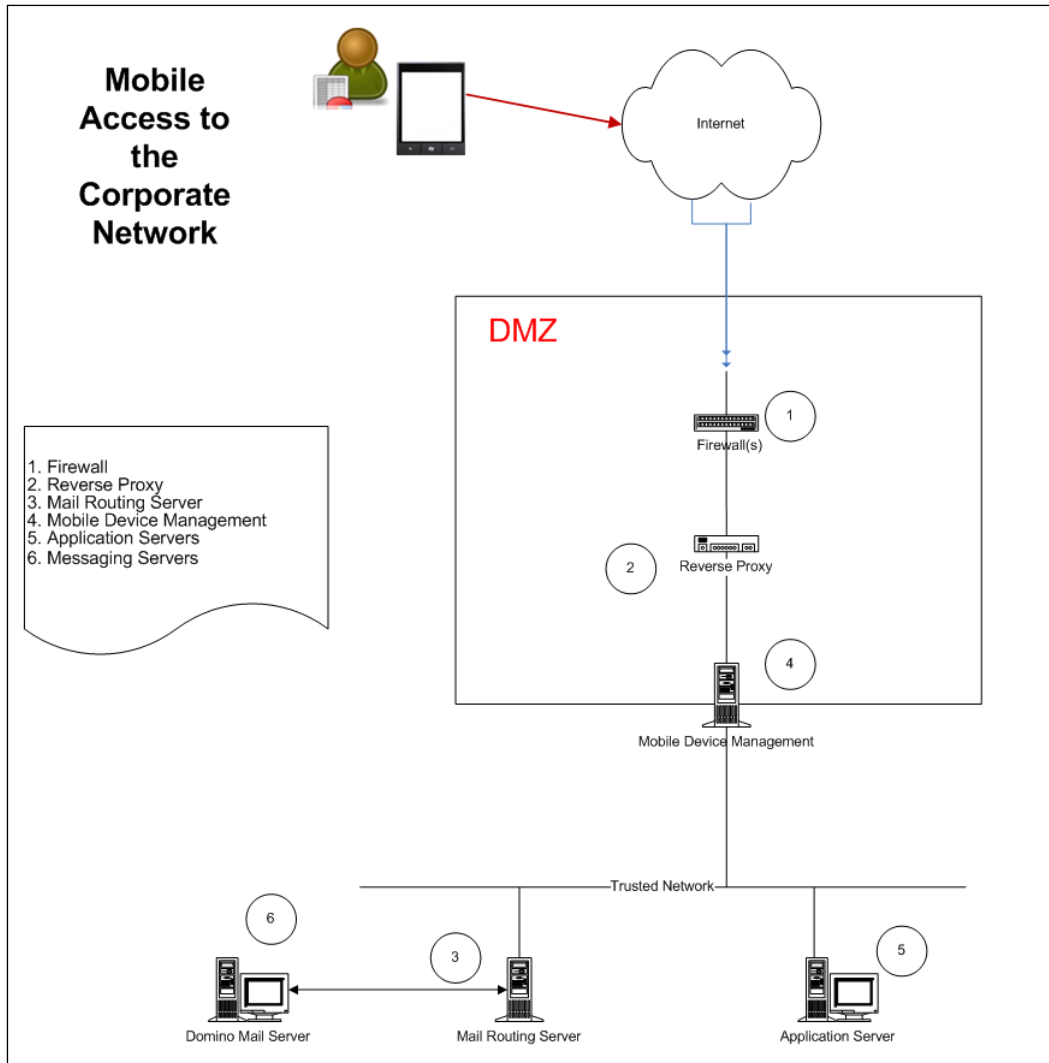 Mobile
Access to
the
Corporate
Network
Internet
DMZ
1
Firewall(s)
1. Firewall
2. Reverse Proxy
3. Mail Routing Server
4. Mobile Device Management
5. Application Servers
6. Messaging Servers
2
Reverse Proxy
4
Mobile Device Management
Trusted Network
6
3
5
Domino Mail Server
Mail Routing Server
Application Server